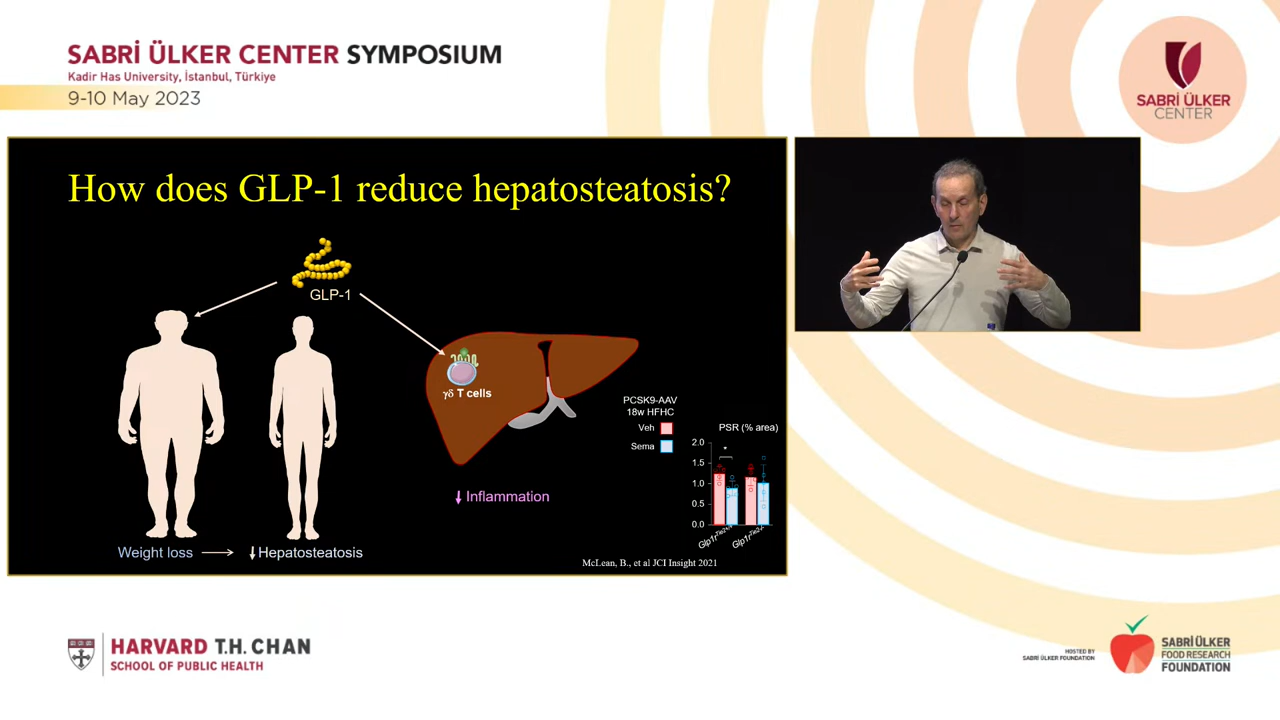 SABRİ ÜLKER CENTER SYMPOSIUM
Kadir Has University, İstanbul, Türkiye
9-10 May 2023
SABRİ ÜLKER
CENTER
How does GLP-1 reduce hepatosteatosis?
GLP-1
γδ T cells
PCSK9-AAV
18w HFHC
Veh
Sema
PSR (% area)
2.0
1.5
1.0
0.5
0.0
*
↓ Inflammation
Weight loss → ↓ Hepatosteatosis
McLean, B., et al JCI Insight 2021
HARVARD T.H. CHAN
SCHOOL OF PUBLIC HEALTH
HOSTED BY
SABRI ÜLKER FOUNDATION
SABRİ ÜLKER
FOOD RESEARCH
FOUNDATION